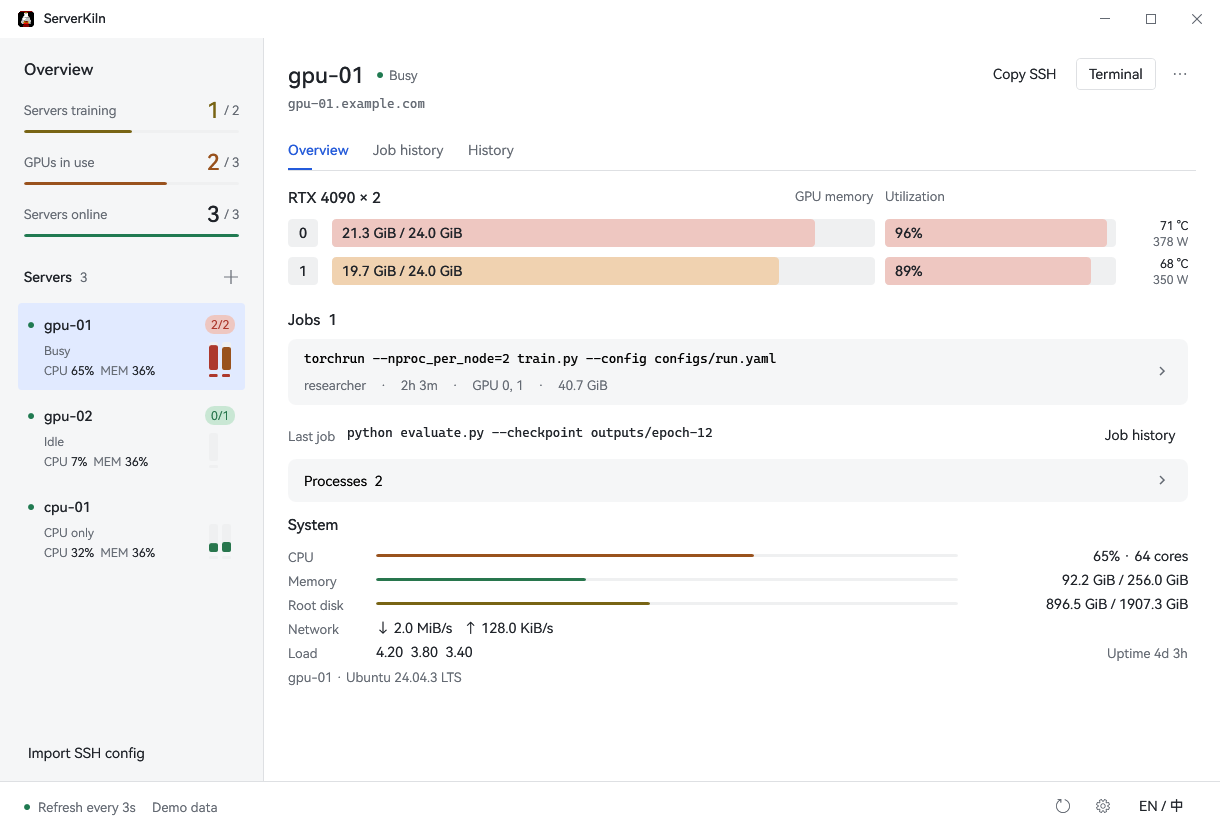 ServerKiln
Overview
Servers training 1 / 2
GPUs in use 2 / 3
Servers online 3 / 3
Servers 3
gpu-01 2/2
Busy
CPU 65% MEM 36%
gpu-02 0/1
Idle
CPU 7% MEM 36%
cpu-01
CPU only
CPU 32% MEM 36%
Import SSH config
gpu-01 Busy
gpu-01.example.com
Copy SSH Terminal ···
Overview Job history History
RTX 4090 × 2 GPU memory Utilization
0 21.3 GiB / 24.0 GiB 96% 71 °C
378 W
1 19.7 GiB / 24.0 GiB 89% 68 °C
350 W
Jobs 1
torchrun --nproc_per_node=2 train.py --config configs/run.yaml
researcher · 2h 3m · GPU 0, 1 · 40.7 GiB
Last job python evaluate.py --checkpoint outputs/epoch-12 Job history
Processes 2
System
CPU 65% · 64 cores
Memory 92.2 GiB / 256.0 GiB
Root disk 896.5 GiB / 1907.3 GiB
Network ↓ 2.0 MiB/s ↑ 128.0 KiB/s
Load 4.20 3.80 3.40 Uptime 4d 3h
gpu-01 · Ubuntu 24.04.3 LTS
Refresh every 3s Demo data EN / 中